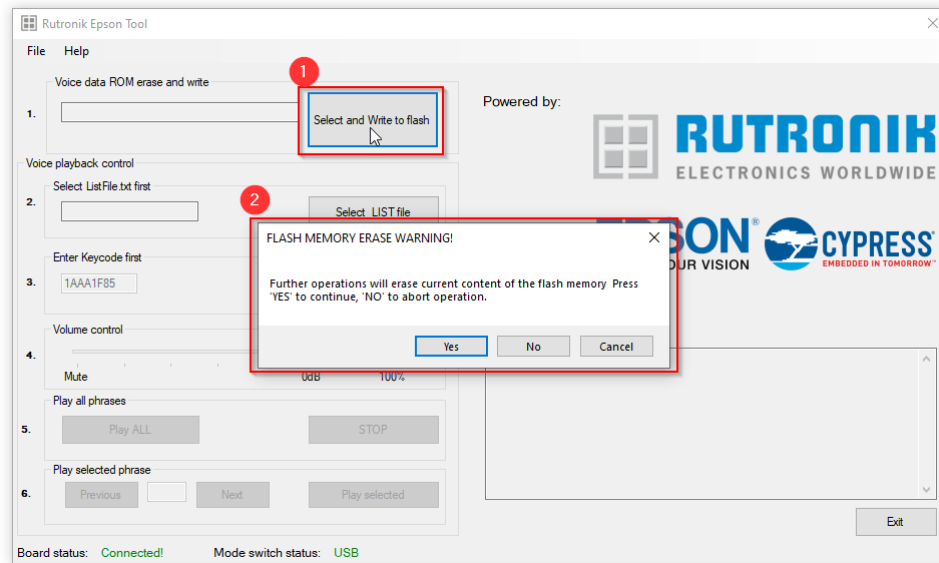 Rutronik Epson Tool
File Help
1
Voice data ROM erase and write
1.
Select and Write to flash
Powered by:
RUTRONIK
ELECTRONICS WORLDWIDE
Voice playback control
Select ListFile.txt first
2.
Select LIST file
2
FLASH MEMORY ERASE WARNING!
Further operations will erase current content of the flash memory Press
'YES' to continue, 'NO' to abort operation.
Yes No Cancel
SON®
OUR VISION
CYPRESS
EMBEDDED IN TOMORROW™
Enter Keycode first
3.
1AAA1F85
Volume control
4.
Mute 0dB 100%
Play all phrases
5.
Play ALL STOP
Play selected phrase
6.
Previous Next Play selected
Exit
Board status: Connected! Mode switch status: USB